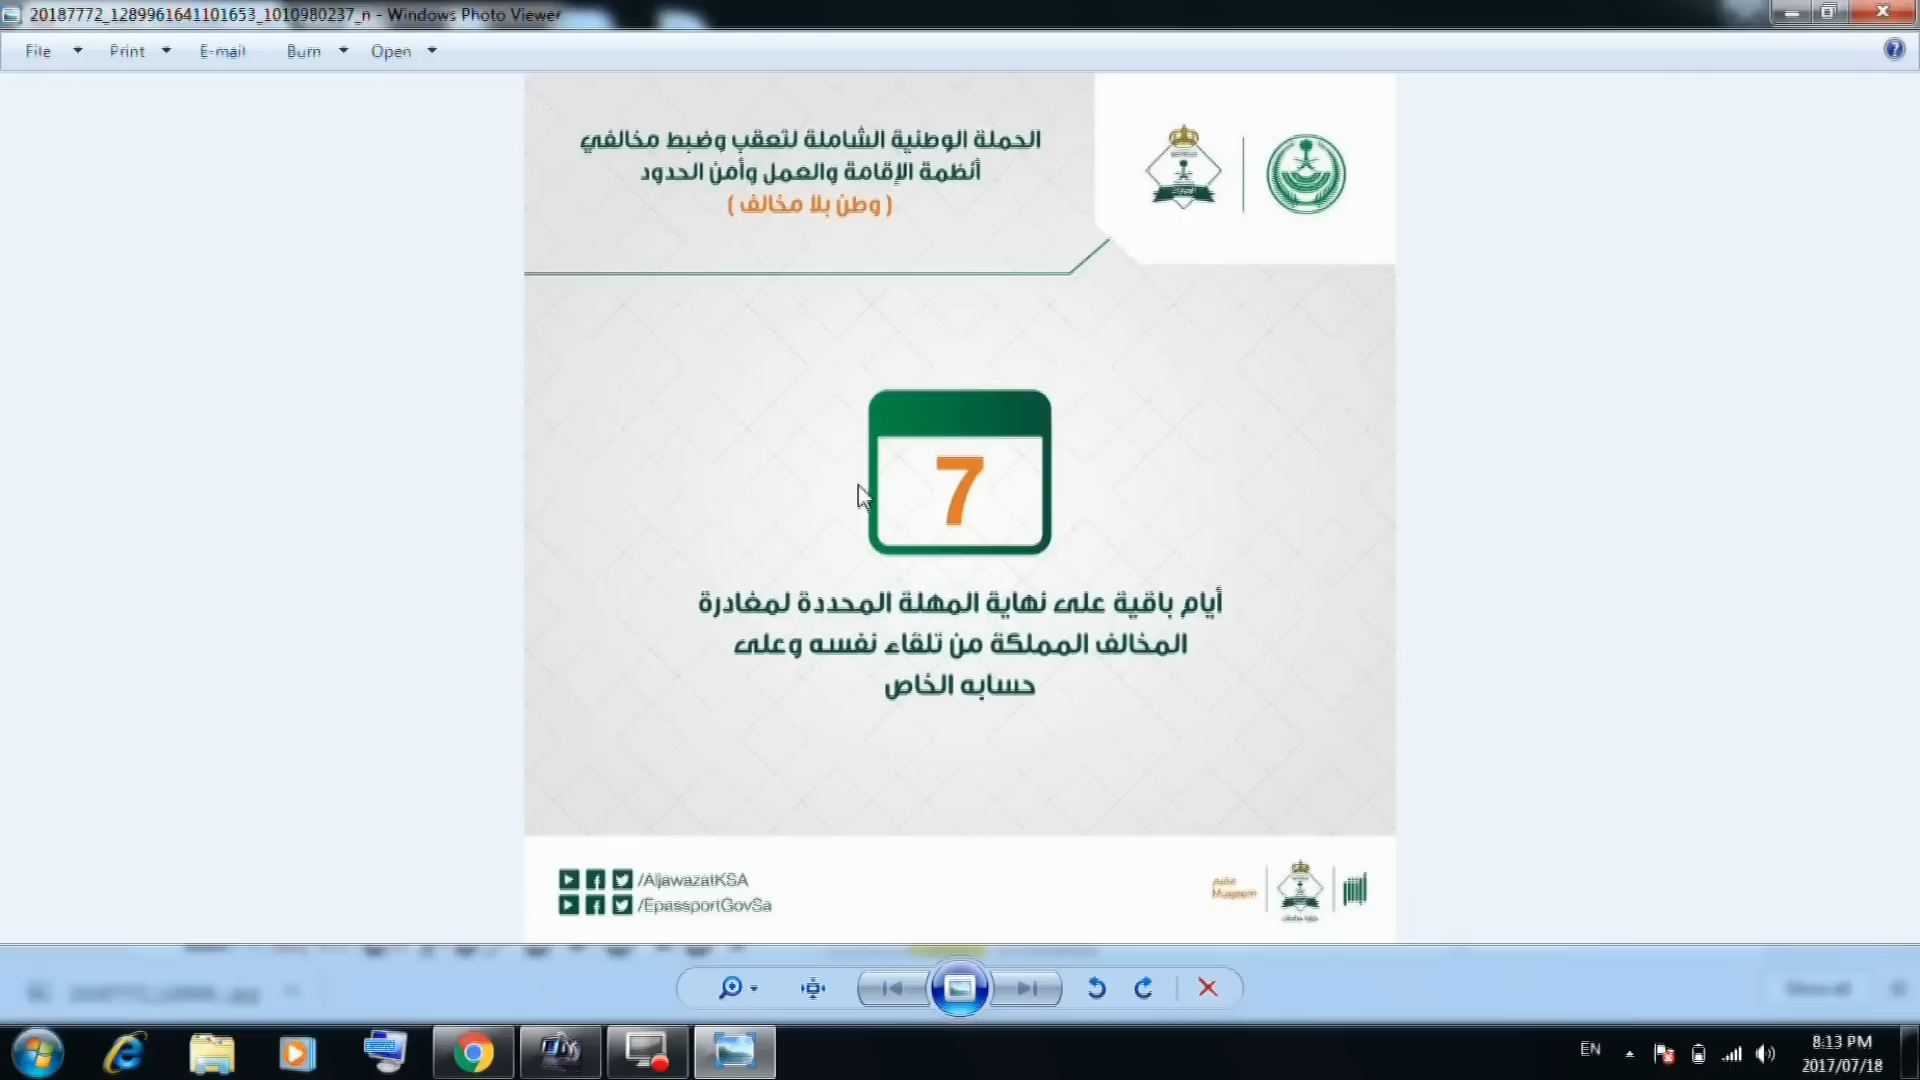 20187772_1289961641101653_1010980237_n - Windows Photo Viewer
File Print E-mail Burn Open
الحملة الوطنية الشاملة لتعقب وضبط مخالفي
أنظمة الإقامة والعمل وأمن الحدود
( وطن بلا مخالف )
7
أيام باقية على نهاية المهلة المحددة لمغادرة
المخالف المملكة من تلقاء نفسه وعلى
حسابه الخاص
/AljawazatKSA
/EpassportGovSa
مقيم
Muqeem
EN
8:13 PM
2017/07/18